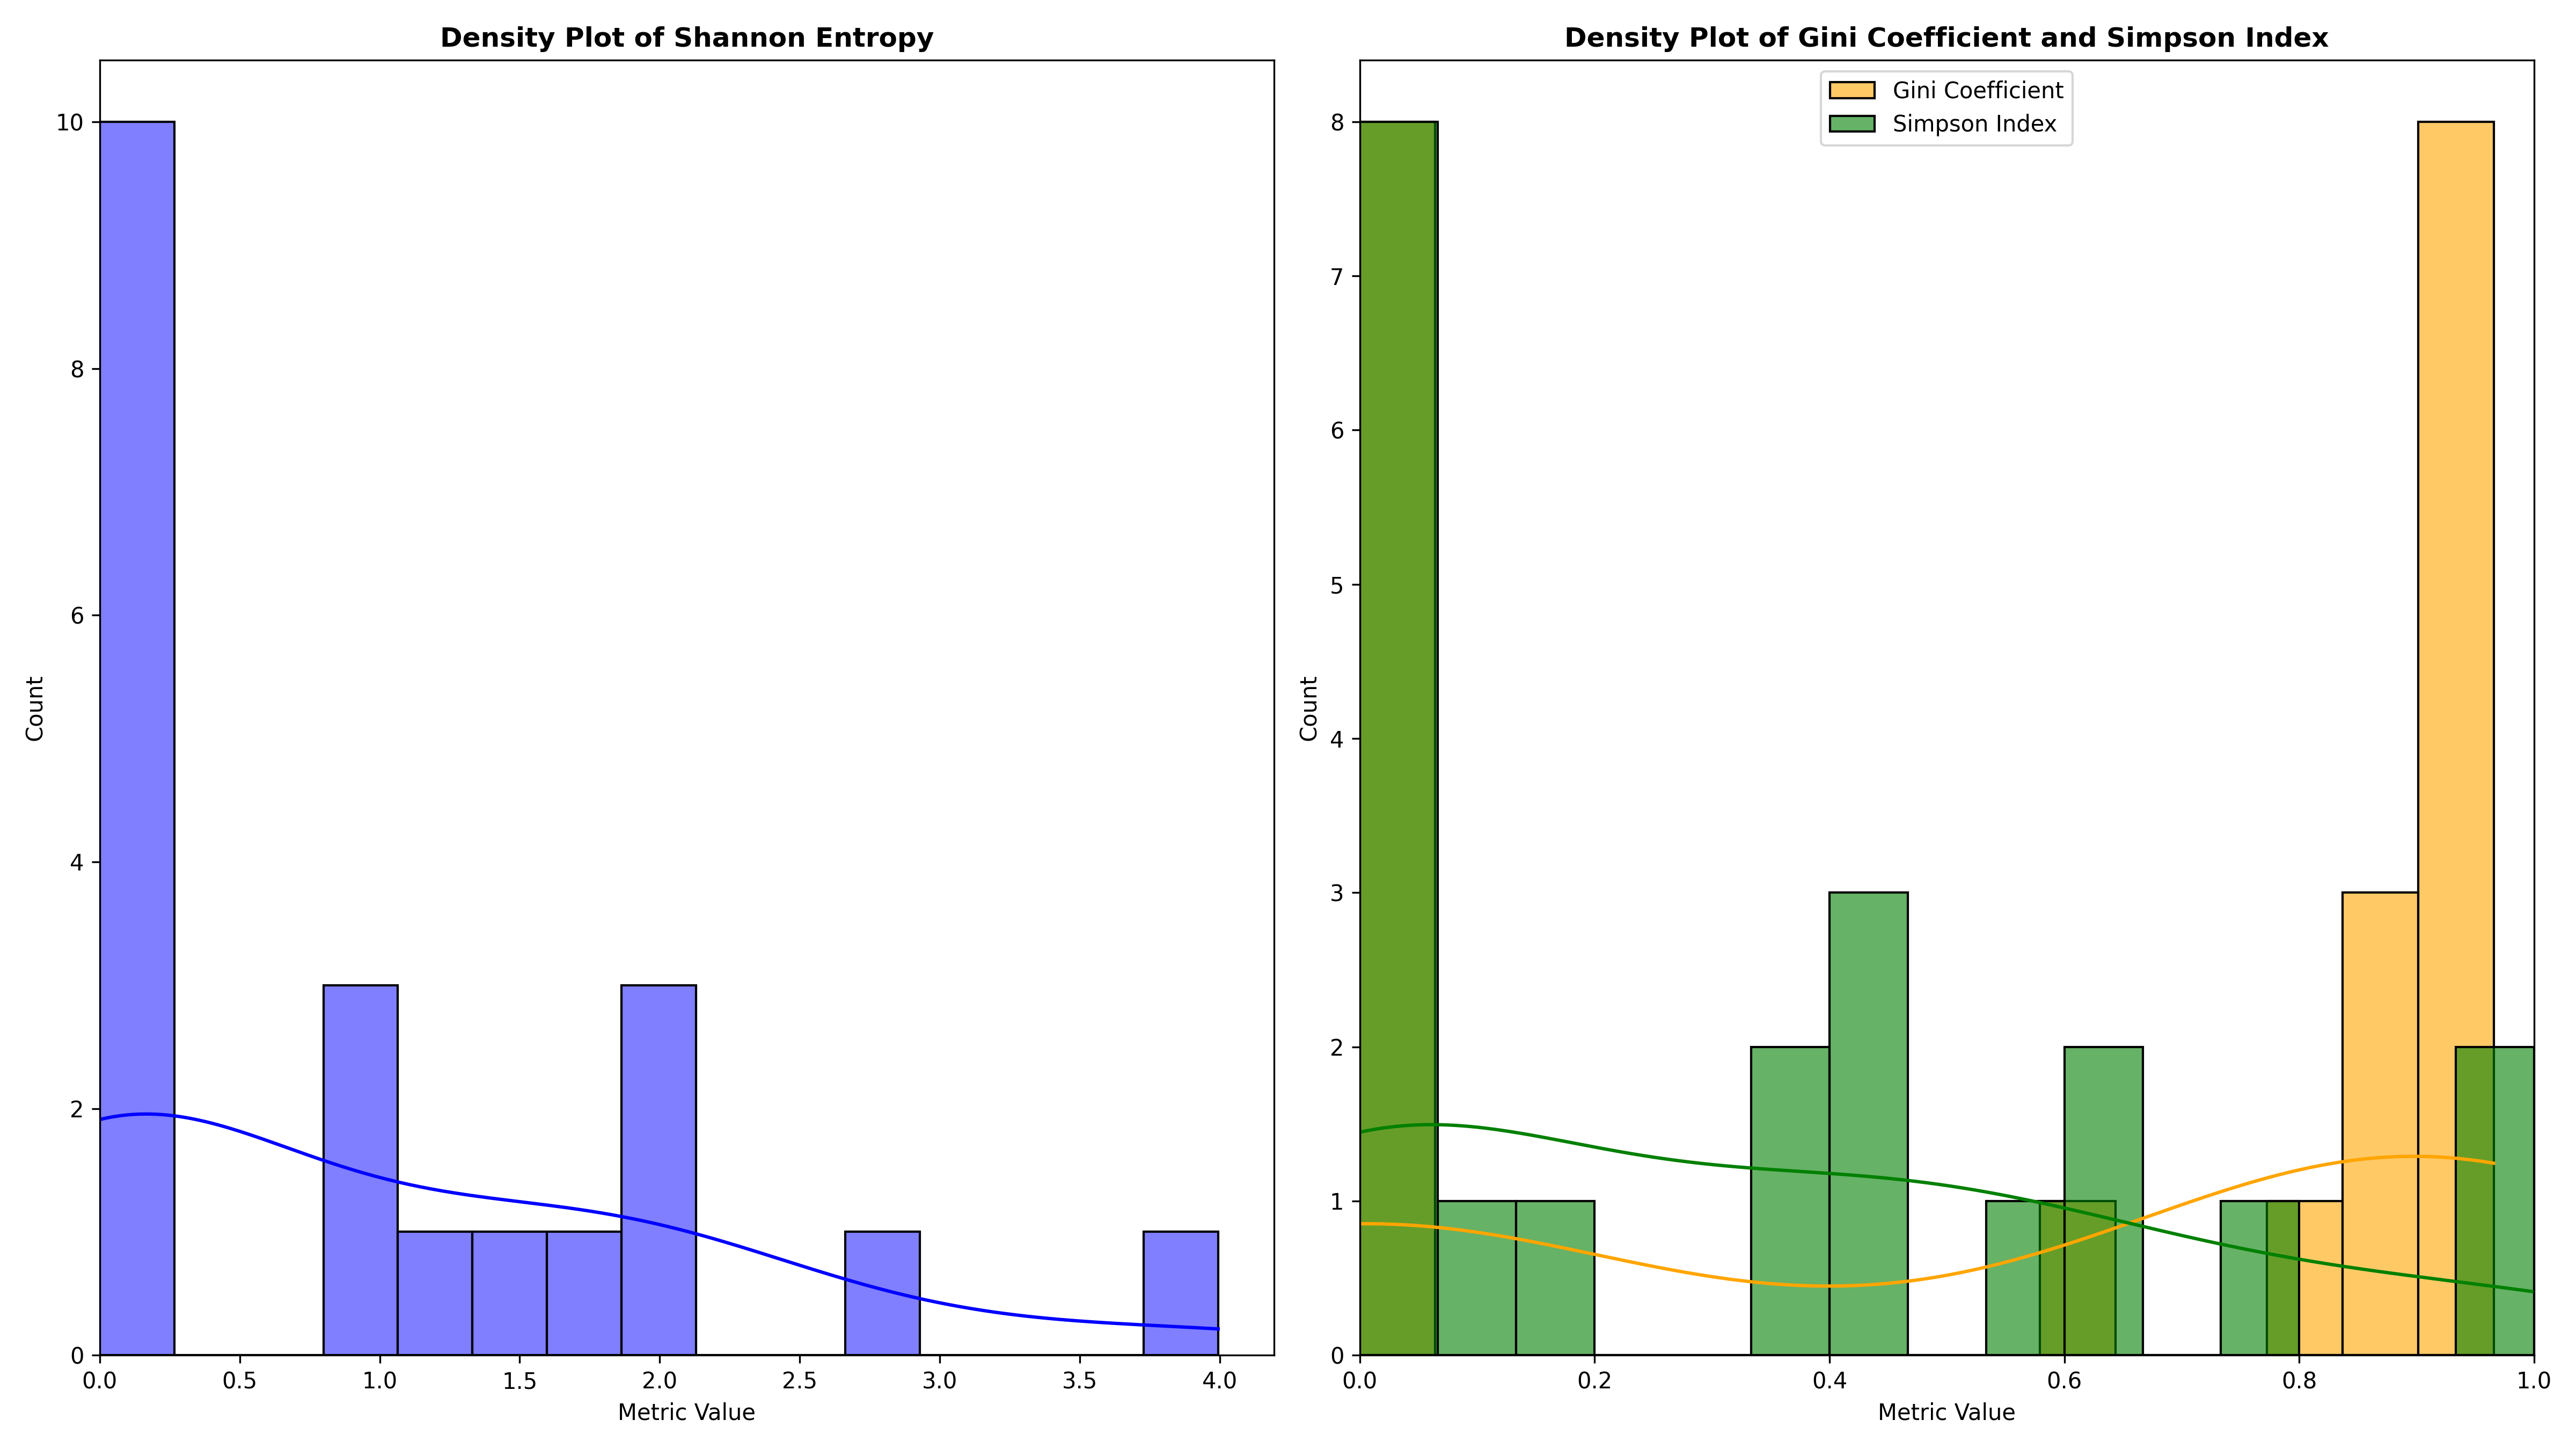 Density Plot of Shannon Entropy
10
8
6
4
2
0
Count
0.0 0.5 1.0 1.5 2.0 2.5 3.0 3.5 4.0
Metric Value
Density Plot of Gini Coefficient and Simpson Index
Gini Coefficient
Simpson Index
8
7
6
5
4
3
2
1
0
Count
0.0 0.2 0.4 0.6 0.8 1.0
Metric Value